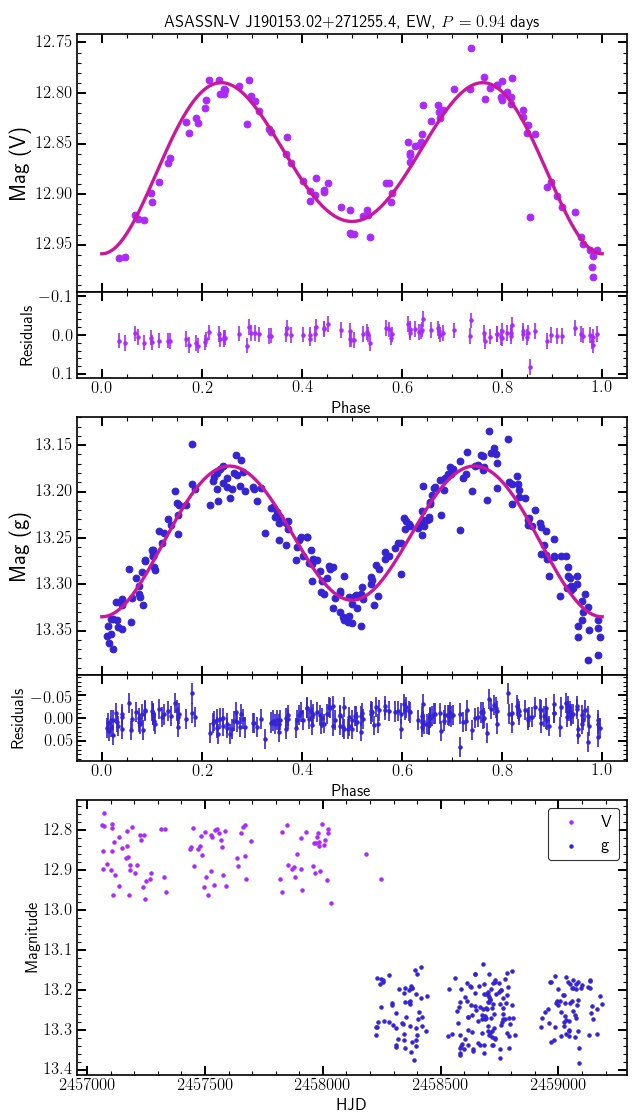 ASASSN-V J190153.02+271255.4, EW, P = 0.94 days
12.75
12.80
12.85
12.90
12.95
Mag (V)
−0.1
0.0
0.1
Residuals
0.0 0.2 0.4 0.6 0.8 1.0
Phase
13.15
13.20
13.25
13.30
13.35
Mag (g)
−0.05
0.00
0.05
Residuals
0.0 0.2 0.4 0.6 0.8 1.0
Phase
V
g
12.8
12.9
13.0
13.1
13.2
13.3
13.4
Magnitude
2457000 2457500 2458000 2458500 2459000
HJD